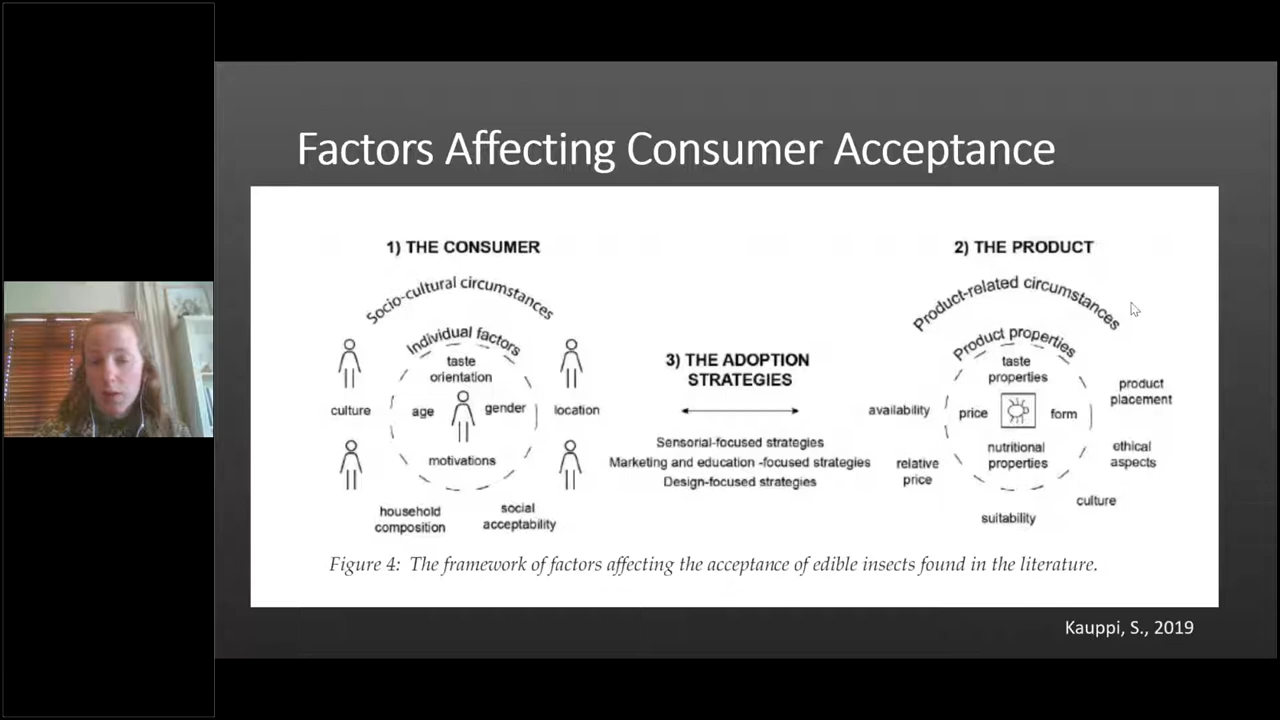 Factors Affecting Consumer Acceptance
1) THE CONSUMER
Socio-cultural circumstances
Individual factors
taste
orientation
age
gender
motivations
culture
location
household
composition
social
acceptability
3) THE ADOPTION
STRATEGIES
Sensorial-focused strategies
Marketing and education -focused strategies
Design-focused strategies
2) THE PRODUCT
Product-related circumstances
Product properties
taste
properties
price
form
nutritional
properties
availability
product
placement
relative
price
ethical
aspects
culture
suitability
Figure 4: The framework of factors affecting the acceptance of edible insects found in the literature.
Kauppi, S., 2019